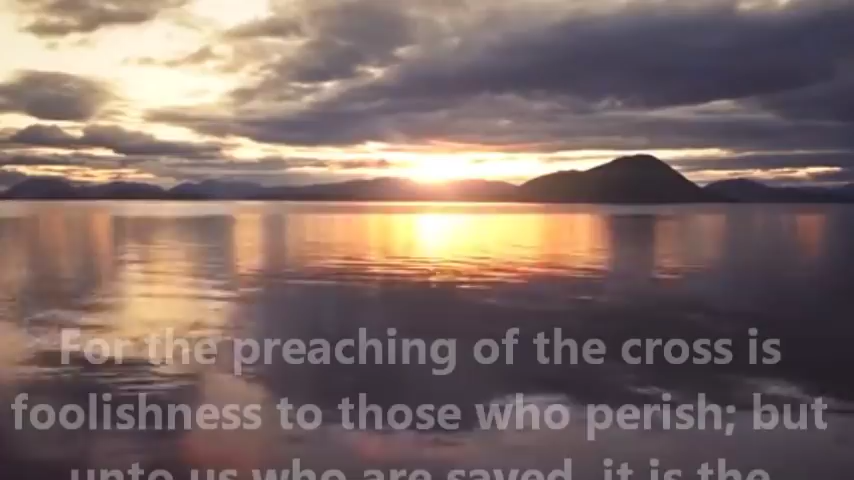 For the preaching of the cross is
foolishness to those who perish; but
unto us who are saved, it is the